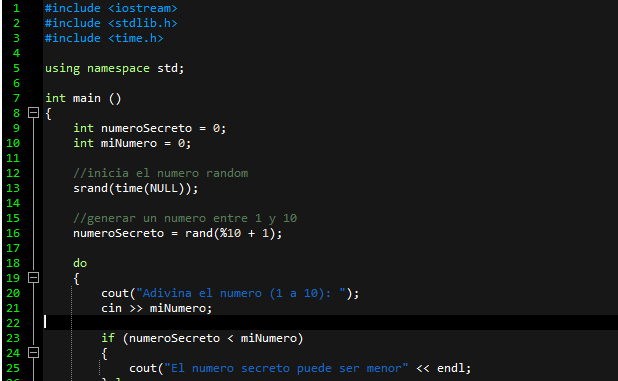 1 #include <iostream>
2 #include <stdlib.h>
3 #include <time.h>
4
5 using namespace std;
6
7 int main ()
8 {
9 int numeroSecreto = 0;
10 int miNumero = 0;
11
12 //inicia el numero random
13 srand(time(NULL));
14
15 //generar un numero entre 1 y 10
16 numeroSecreto = rand(%10 + 1);
17
18 do
19 {
20 cout("Adivina el numero (1 a 10): ");
21 cin >> miNumero;
22
23 if (numeroSecreto < miNumero)
24 {
25 cout("El numero secreto puede ser menor" << endl;